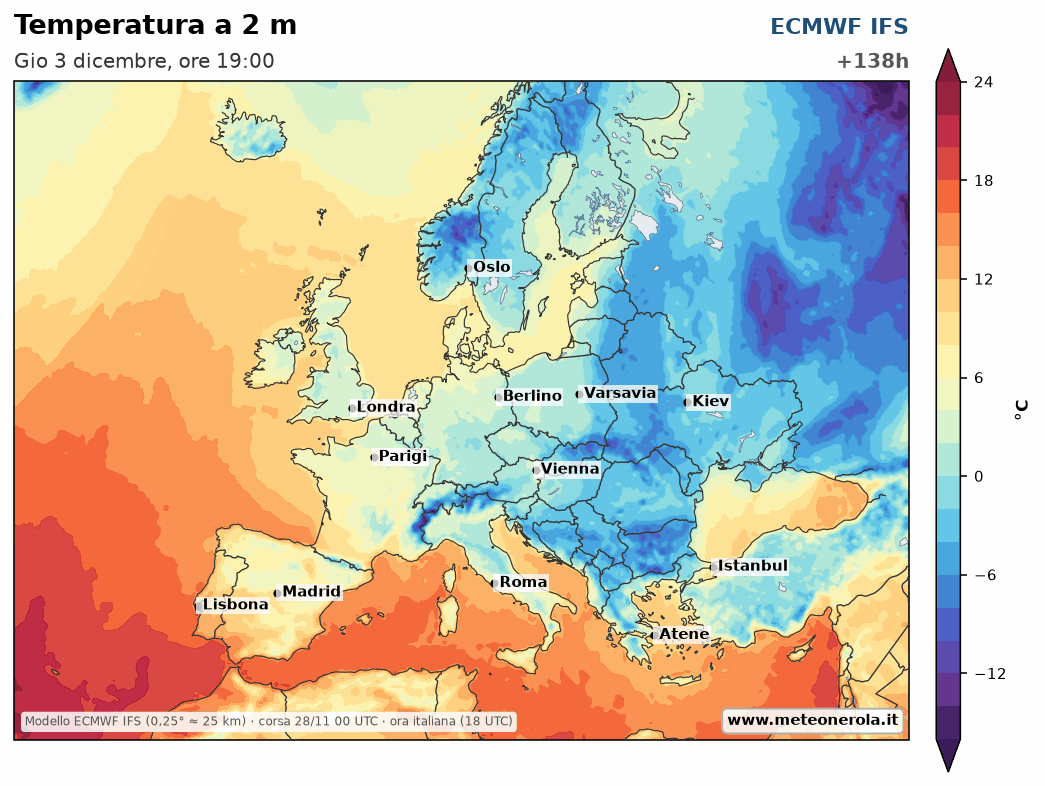 Temperatura a 2 m
ECMWF IFS
Gio 3 dicembre, ore 19:00
+138h
24
18
12
6
0
−6
−12
°C
Oslo
Londra
Berlino
Varsavia
Kiev
Parigi
Vienna
Istanbul
Roma
Madrid
Lisbona
Atene
Modello ECMWF IFS (0,25° ≈ 25 km) · corsa 28/11 00 UTC · ora italiana (18 UTC)
www.meteonerola.it